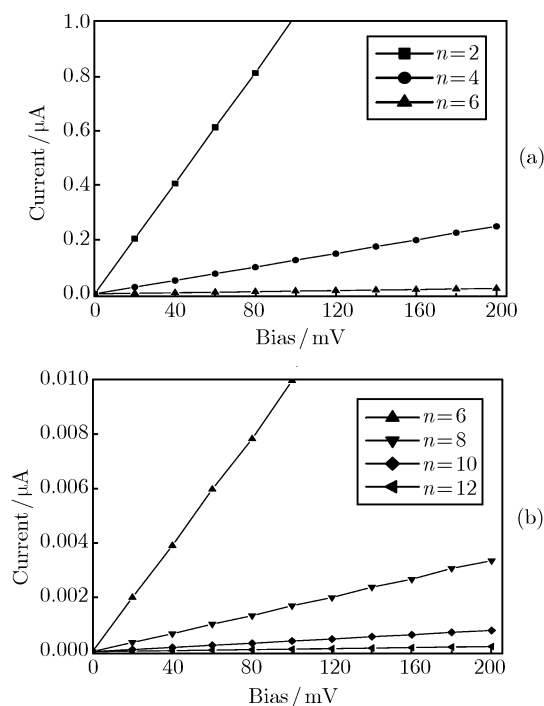 1.0
0.8
0.6
0.4
0.2
0.0
Current/μA
n=2
n=4
n=6
(a)
0 40 80 120 160 200
Bias/mV
0.010
0.008
0.006
0.004
0.002
0.000
Current/μA
n=6
n=8
n=10
n=12
(b)
0 40 80 120 160 200
Bias/mV